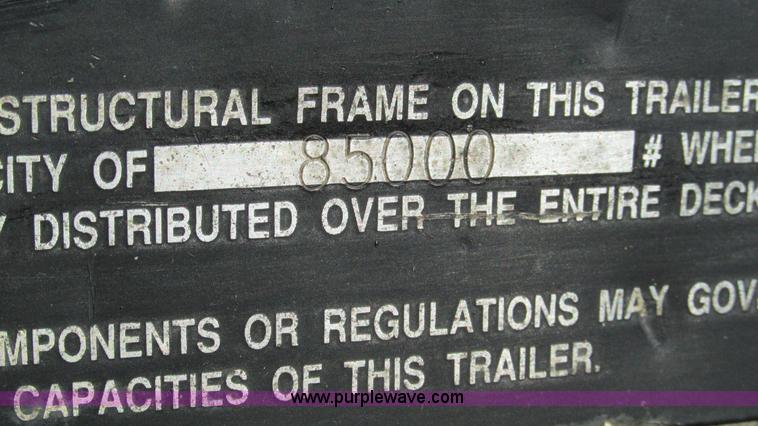 STRUCTURAL FRAME ON THIS TRAILER
CITY OF 85000 # WHE
DISTRIBUTED OVER THE ENTIRE DECK
MPONENTS OR REGULATIONS MAY GOV
CAPACITIES OF THIS TRAILER.
www.purplewave.com